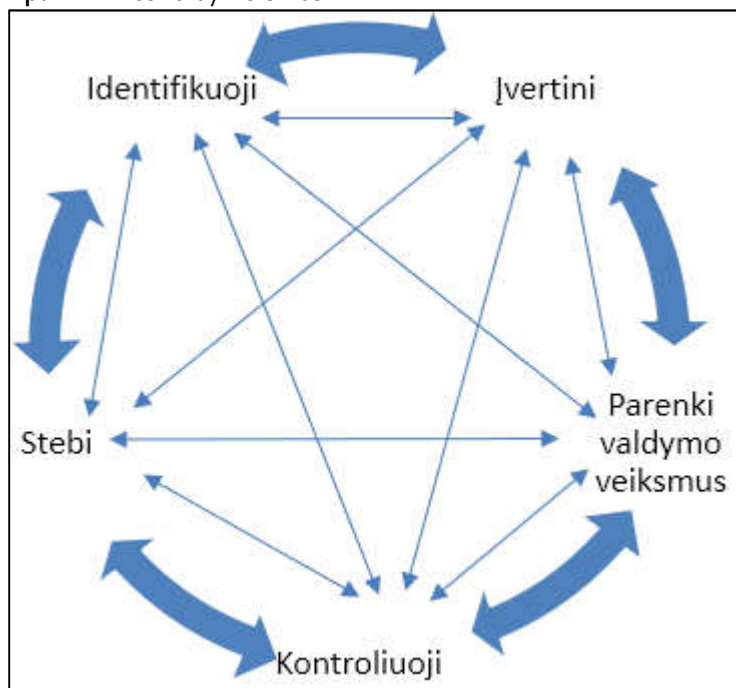 Identifikuoji
Įvertini
Parenki
valdymo
veiksmus
Stebi
Kontroliuoji